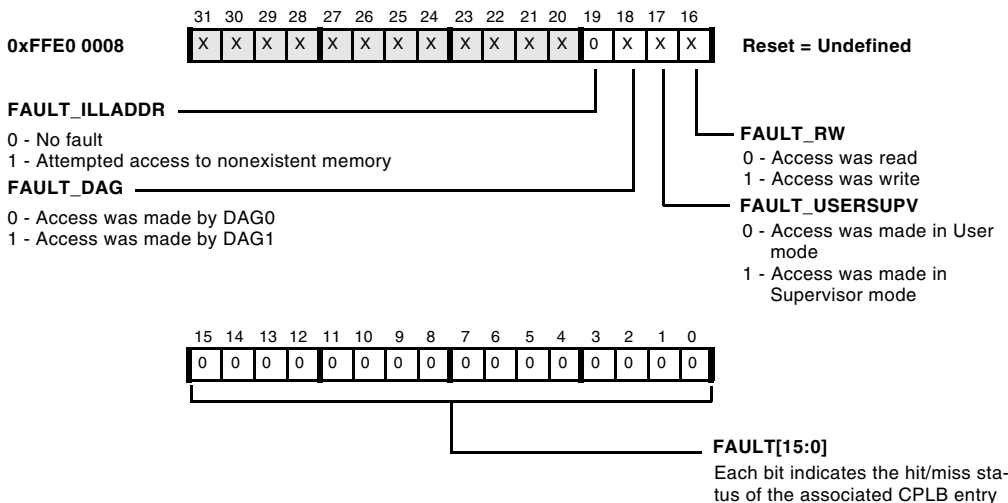 31 30 29 28 27 26 25 24 23 22 21 20 19 18 17 16
0xFFE0 0008 X X X X X X X X X X X X 0 X X X Reset = Undefined
FAULT_ILLADDR
0 - No fault
1 - Attempted access to nonexistent memory
FAULT_DAG
0 - Access was made by DAG0
1 - Access was made by DAG1
FAULT_RW
0 - Access was read
1 - Access was write
FAULT_USERSUPV
0 - Access was made in User
mode
1 - Access was made in
Supervisor mode
15 14 13 12 11 10 9 8 7 6 5 4 3 2 1 0
0 0 0 0 0 0 0 0 0 0 0 0 0 0 0 0
FAULT[15:0]
Each bit indicates the hit/miss sta-
tus of the associated CPLB entry